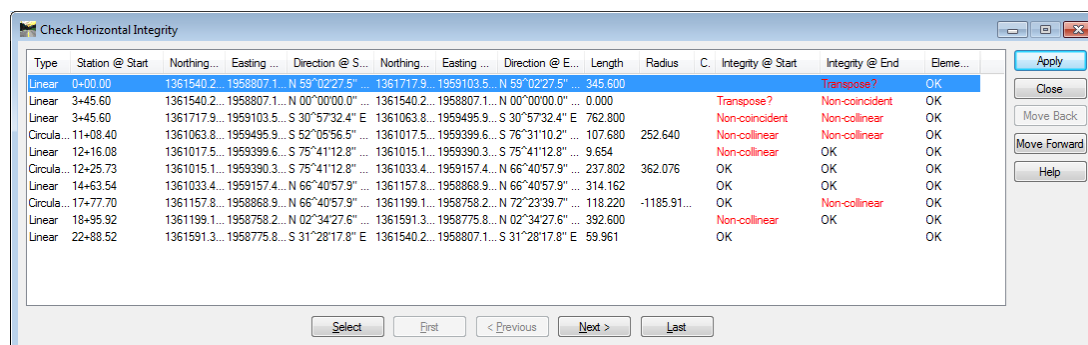 Check Horizontal Integrity
Type Station @ Start Northing... Easting ... Direction @ S... Northing... Easting ... Direction @ E... Length Radius C. Integrity @ Start Integrity @ End Eleme...
Linear 0+00.00 1361540.2... 1958807.1... N 59^02'27.5" ... 1361717.9... 1959103.5... N 59^02'27.5" ... 345.600 Transpose? OK
Linear 3+45.60 1361540.2... 1958807.1... N 00^00'00.0" ... 1361540.2... 1958807.1... N 00^00'00.0" ... 0.000 Transpose? Non-coincident OK
Linear 3+45.60 1361717.9... 1959103.5... S 30^57'32.4" E 1361063.8... 1959495.9... S 30^57'32.4" E 762.800 Non-coincident Non-collinear OK
Circula... 11+08.40 1361063.8... 1959495.9... S 52^05'56.5" ... 1361017.5... 1959399.6... S 76^31'10.2" ... 107.680 252.640 Non-collinear Non-collinear OK
Linear 12+16.08 1361017.5... 1959399.6... S 75^41'12.8" ... 1361015.1... 1959390.3... S 75^41'12.8" ... 9.654 Non-collinear OK OK
Circula... 12+25.73 1361015.1... 1959390.3... S 75^41'12.8" ... 1361033.4... 1959157.4... N 66^40'57.9" ... 237.802 362.076 OK OK OK
Linear 14+63.54 1361033.4... 1959157.4... N 66^40'57.9" ... 1361157.8... 1958868.9... N 66^40'57.9" ... 314.162 OK OK OK
Circula... 17+77.70 1361157.8... 1958868.9... N 66^40'57.9" ... 1361199.1... 1958758.2... N 72^23'39.7" ... 118.220 -1185.91... OK Non-collinear OK
Linear 18+95.92 1361199.1... 1958758.2... N 02^34'27.6" ... 1361591.3... 1958775.8... N 02^34'27.6" ... 392.600 Non-collinear OK OK
Linear 22+88.52 1361591.3... 1958775.8... S 31^28'17.8" E 1361540.2... 1958807.1... S 31^28'17.8" E 59.961 OK OK
Apply
Close
Move Back
Move Forward
Help
Select First < Previous Next > Last